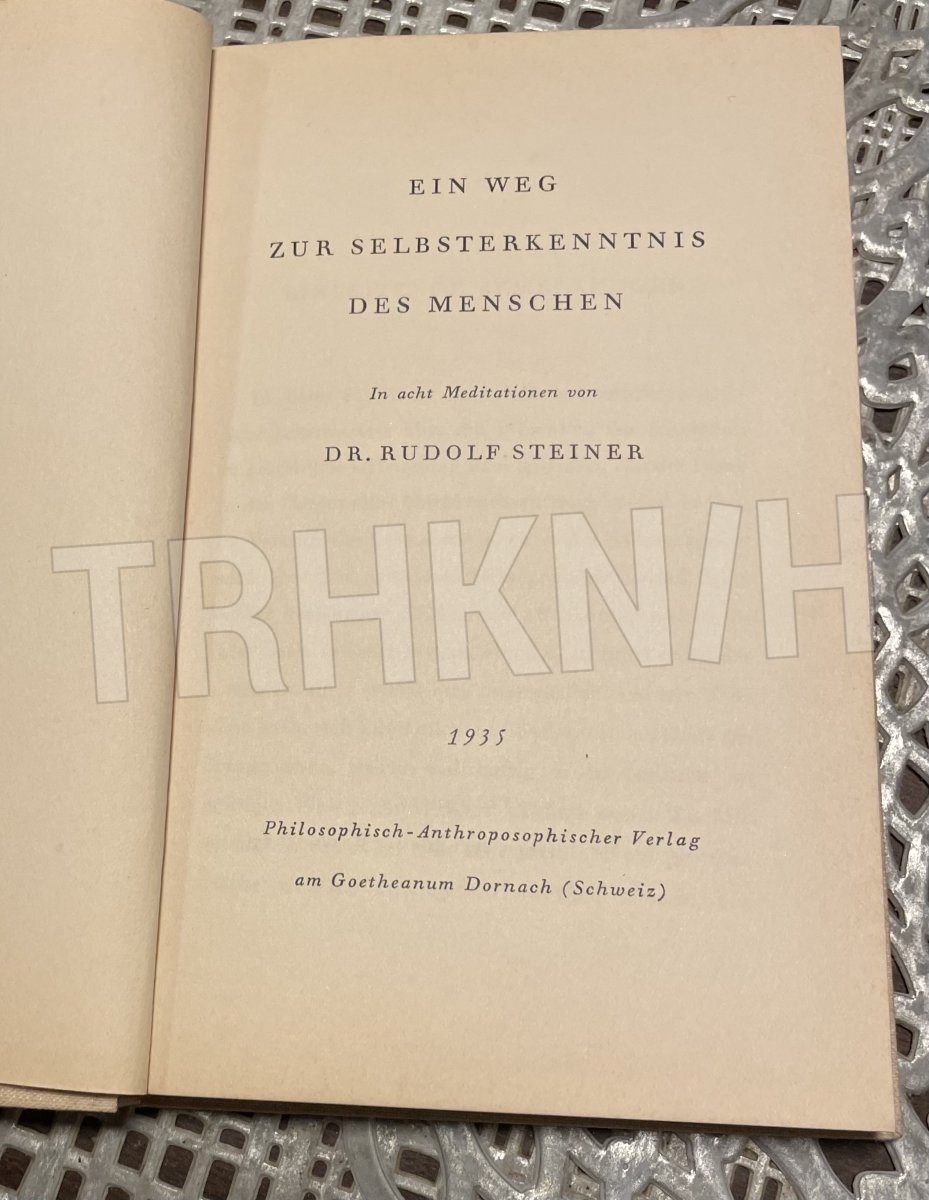 EIN WEG
ZUR SELBSTERKENNTNIS
DES MENSCHEN
In acht Meditationen von
DR. RUDOLF STEINER
TRHKN/H
1935
Philosophisch-Anthroposophischer Verlag
am Goetheanum Dornach (Schweiz)